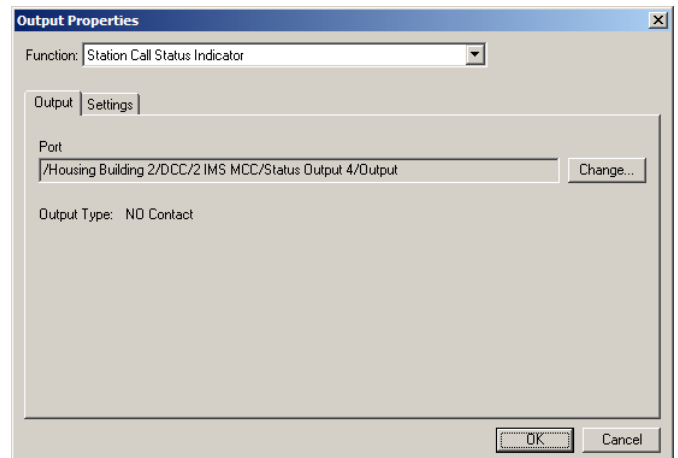 Output Properties
Function: Station Call Status Indicator
Output Settings
Port
/Housing Building 2/DCC/2 IMS MCC/Status Output 4/Output Change...
Output Type: NO Contact
OK Cancel